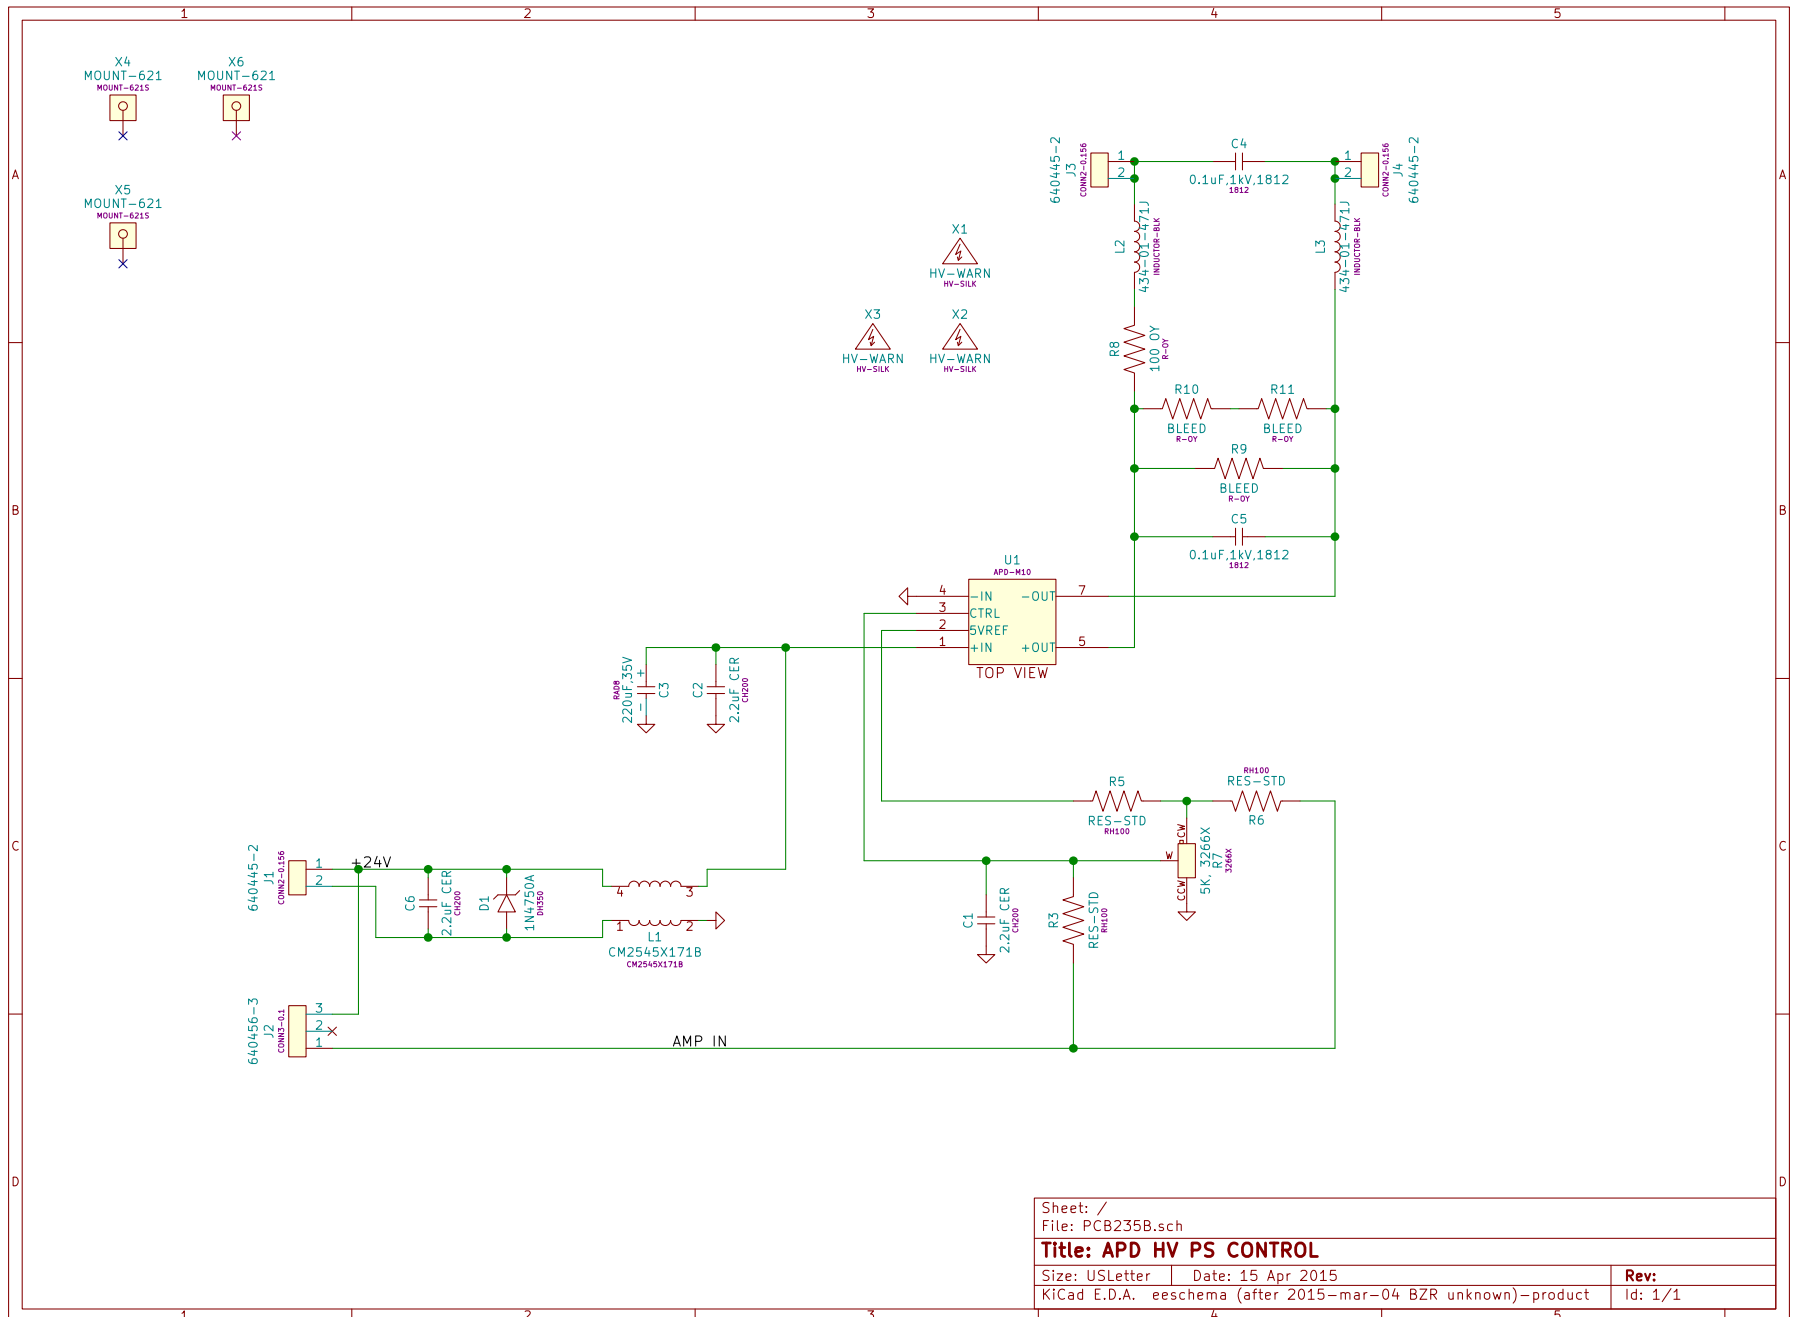 1 2 3 4 5
A A
B B
C C
D D
X4
MOUNT-621
MOUNT-621S
X6
MOUNT-621
MOUNT-621S
X5
MOUNT-621
MOUNT-621S
X1
HV-WARN
HV-SILK
X3
HV-WARN
HV-SILK
X2
HV-WARN
HV-SILK
640445-2
J3
CONN2-0.156
1
2
C4
0.1uF,1kV,1812
1812
1
2
CONN2-0.156
J4
640445-2
L2
434-01-471J
INDUCTOR-BLK
L3
434-01-471J
INDUCTOR-BLK
R8
100 OY
R-OY
R10
BLEED
R-OY
R11
BLEED
R-OY
R9
BLEED
R-OY
C5
0.1uF,1kV,1812
1812
U1
APD-M10
4 -IN -OUT 7
3 CTRL
2 5VREF
1 +IN +OUT 5
TOP VIEW
RAD8
220uF,35V
+
-
C3
C2
2.2uF CER
CH200
R5
RES-STD
RH100
RH100
RES-STD
R6
CW
W
CCW
5K, 3266X
R7
3266X
C1
2.2uF CER
CH200
R3
RES-STD
RH100
640445-2
J1
CONN2-0.156
1
2
+24V
C6
2.2uF CER
CH200
D1
1N4750A
DH350
4 3
1 2
L1
CM2545X171B
CM2545X171B
640456-3
J2
CONN3-0.1
3
2
1
AMP IN
Sheet: /
File: PCB235B.sch
Title: APD HV PS CONTROL
Size: USLetter Date: 15 Apr 2015 Rev:
KiCad E.D.A. eeschema (after 2015-mar-04 BZR unknown)-product Id: 1/1
1 2 3 4 5